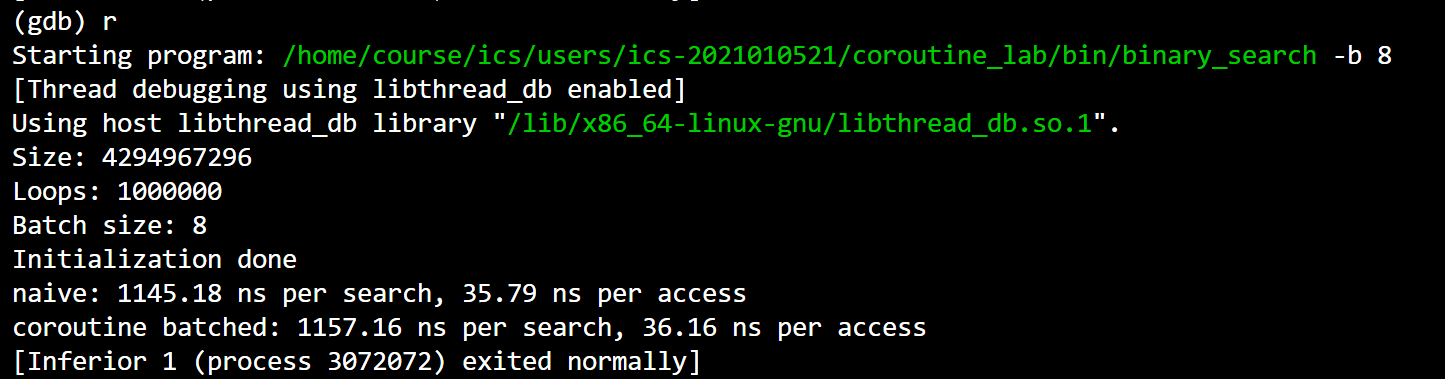 (gdb) r
Starting program: /home/course/ics/users/ics-2021010521/coroutine_lab/bin/binary_search -b 8
[Thread debugging using libthread_db enabled]
Using host libthread_db library "/lib/x86_64-linux-gnu/libthread_db.so.1".
Size: 4294967296
Loops: 1000000
Batch size: 8
Initialization done
naive: 1145.18 ns per search, 35.79 ns per access
coroutine batched: 1157.16 ns per search, 36.16 ns per access
[Inferior 1 (process 3072072) exited normally]